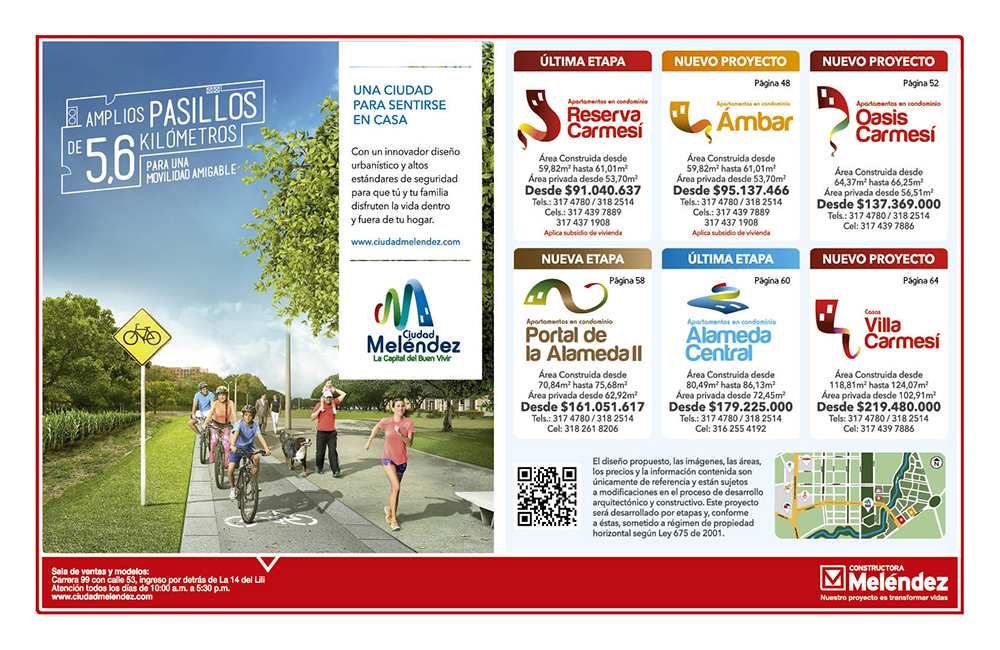 AMPLIOS PASILLOS
DE 5,6 KILÓMETROS
PARA UNA
MOVILIDAD AMIGABLE
UNA CIUDAD
PARA SENTIRSE
EN CASA
Con un innovador diseño
urbanístico y altos
estándares de seguridad
para que tú y tu familia
disfruten la vida dentro
y fuera de tu hogar.
www.ciudadmelendez.com
Ciudad
Meléndez
La Capital del Buen Vivir
ÚLTIMA ETAPA
Apartamentos en condominio
Reserva
Carmesí
Área Construida desde
59,82m² hasta 61,01m²
Área privada desde 53,70m²
Desde $91.040.637
Tels.: 317 4780 / 318 2514
Cels.: 317 439 7889
317 437 1908
Aplica subsidio de vivienda
NUEVO PROYECTO
Página 48
Apartamentos en condominio
Ámbar
Área Construida desde
59,82m² hasta 61,01m²
Área privada desde 53,70m²
Desde $95.137.466
Tels.: 317 4780 / 318 2514
Cels.: 317 439 7889
317 437 1908
Aplica subsidio de vivienda
NUEVO PROYECTO
Página 52
Apartamentos en condominio
Oasis
Carmesí
Área Construida desde
64,37m² hasta 66,25m²
Área privada desde 56,51m²
Desde $137.369.000
Tels.: 317 4780 / 318 2514
Cel: 317 439 7886
NUEVA ETAPA
Página 58
Apartamentos en condominio
Portal de
la Alameda II
Área Construida desde
70,84m² hasta 75,68m²
Área privada desde 62,92m²
Desde $161.051.617
Tels.: 317 4780 / 318 2514
Cel: 318 261 8206
ÚLTIMA ETAPA
Página 60
Apartamentos en condominio
Alameda
Central
Área Construida desde
80,49m² hasta 86,13m²
Área privada desde 72,45m²
Desde $179.225.000
Tels.: 317 4780 / 318 2514
Cel: 316 255 4192
NUEVO PROYECTO
Página 64
Casas
Villa
Carmesí
Área Construida desde
118,81m² hasta 124,07m²
Área privada desde 102,91m²
Desde $219.480.000
Tels: 317 4780 / 318 2514
Cel: 317 439 7886
El diseño propuesto, las imágenes, las áreas,
los precios y la información contenida son
únicamente de referencia y están sujetos
a modificaciones en el proceso de desarrollo
arquitectónico y constructivo. Este proyecto
será desarrollado por etapas y, conforme
a éstas, sometido a régimen de propiedad
horizontal según Ley 675 de 2001.
N
Sala de ventas y modelos:
Carrera 99 con calle 53, ingreso por detrás de La 14 del Lili
Atención todos los días de 10:00 a.m. a 5:30 p.m.
www.ciudadmelendez.com
CONSTRUCTORA
Meléndez
Nuestro proyecto es transformar vidas